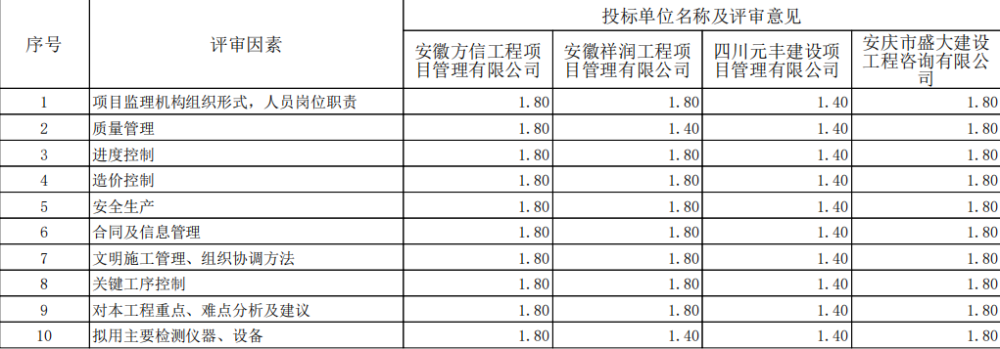 序号 评审因素 投标单位名称及评审意见
安徽方信工程项目管理有限公司 安徽祥润工程项目管理有限公司 四川元丰建设项目管理有限公司 安庆市盛大建设工程咨询有限公司
1 项目监理机构组织形式，人员岗位职责 1.80 1.80 1.40 1.80
2 质量管理 1.80 1.40 1.40 1.80
3 进度控制 1.80 1.80 1.40 1.80
4 造价控制 1.80 1.80 1.40 1.80
5 安全生产 1.80 1.80 1.40 1.80
6 合同及信息管理 1.80 1.80 1.40 1.80
7 文明施工管理、组织协调方法 1.80 1.80 1.40 1.80
8 关键工序控制 1.80 1.80 1.40 1.80
9 对本工程重点、难点分析及建议 1.80 1.80 1.40 1.80
10 拟用主要检测仪器、设备 1.80 1.40 1.40 1.80